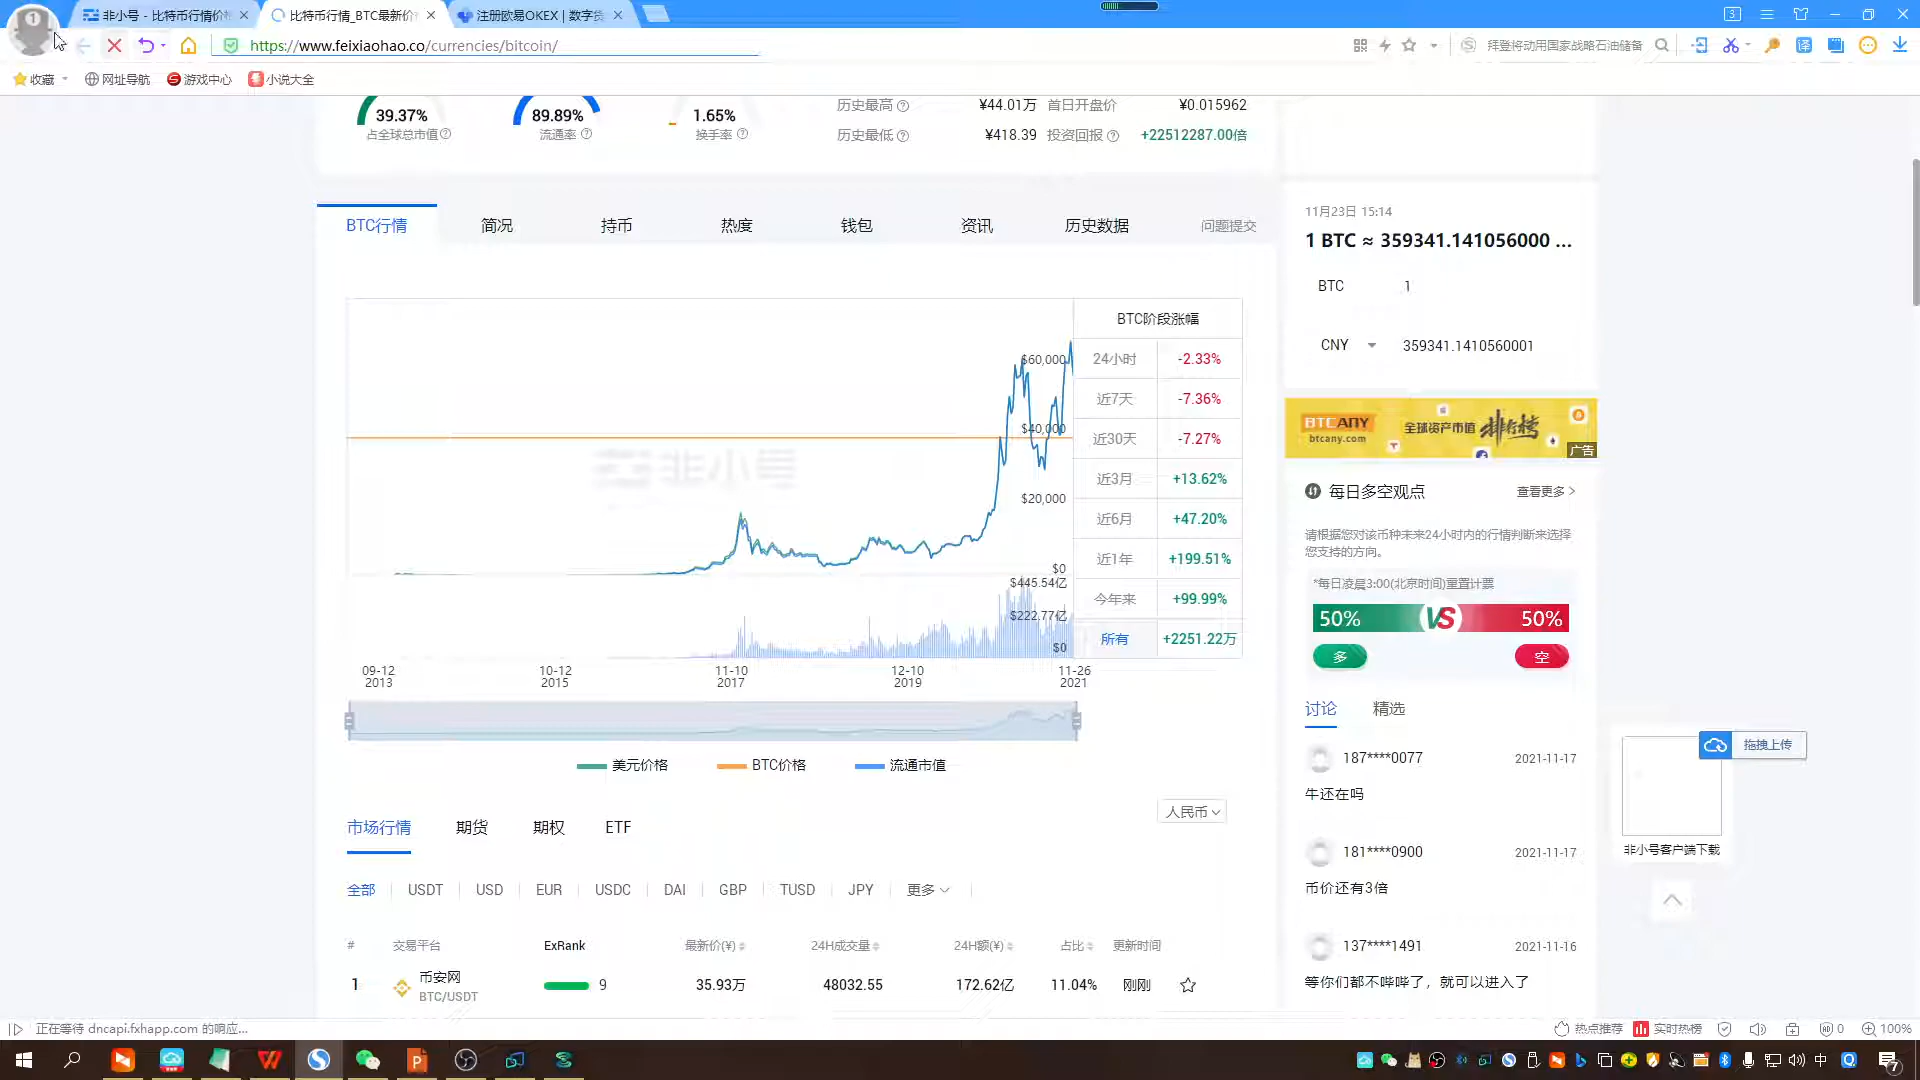 非小号 - 比特币行情价格
比特币行情_BTC最新价
注册欧易OKEX | 数字货
3
https://www.feixiaohao.co/currencies/bitcoin/
拜登将动用国家战略石油储备
收藏
网址导航
游戏中心
小说大全
39.37%
占全球总市值
89.89%
流通率
1.65%
换手率
历史最高 ¥44.01万 首日开盘价 ¥0.015962
历史最低 ¥418.39 投资回报 +22512287.00倍
BTC行情
简况
持币
热度
钱包
资讯
历史数据
问题提交
$60,000
$40,000
$20,000
$0
$445.54亿
$222.77亿
$0
非小号
09-12
2013
10-12
2015
11-10
2017
12-10
2019
11-26
2021
BTC阶段涨幅
24小时 -2.33%
近7天 -7.36%
近30天 -7.27%
近3月 +13.62%
近6月 +47.20%
近1年 +199.51%
今年来 +99.99%
所有 +2251.22万
美元价格
BTC价格
流通市值
人民币
市场行情
期货
期权
ETF
全部
USDT
USD
EUR
USDC
DAI
GBP
TUSD
JPY
更多
# 交易平台 ExRank 最新价(¥) 24H成交量 24H额(¥) 占比 更新时间
1 币安网 9 35.93万 48032.55 172.62亿 11.04% 刚刚
BTC/USDT
11月23日 15:14
1 BTC ≈ 359341.141056000 ...
BTC 1
CNY 359341.1410560001
BTCANY
btcany.com
全球资产市值
排行榜
广告
每日多空观点
查看更多 >
请根据您对该币种未来24小时内的行情判断来选择
您支持的方向。
*每日凌晨3:00(北京时间)重置计票
50% VS 50%
多
空
讨论
精选
187****0077 2021-11-17
牛还在吗
181****0900 2021-11-17
币价还有3倍
137****1491 2021-11-16
等你们都不哔哔了，就可以进入了
拖拽上传
非小号客户端下载
正在等待 dncapi.fxhapp.com 的响应...
热点推荐
实时热榜
0
100%
中
7